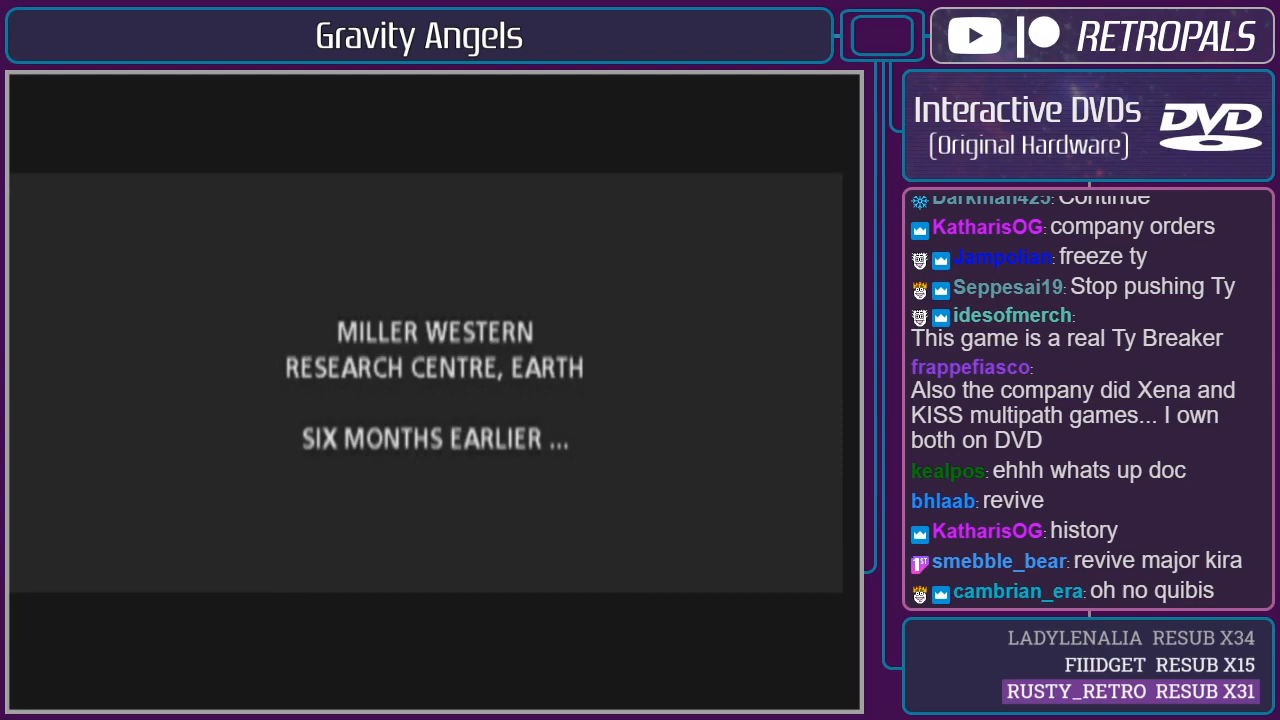 Gravity Angels
RETROPALS
Interactive DVDs
(Original Hardware)
DVD
MILLER WESTERN
RESEARCH CENTRE, EARTH
SIX MONTHS EARLIER ...
Darkman425: Continue
KatharisOG: company orders
Jampolian: freeze ty
Seppesai19: Stop pushing Ty
idesofmerch:
This game is a real Ty Breaker
frappefiasco:
Also the company did Xena and
KISS multipath games... I own
both on DVD
kealpos: ehhh whats up doc
bhlaab: revive
KatharisOG: history
1ST smebble_bear: revive major kira
cambrian_era: oh no quibis
LADYLENALIA RESUB X34
FIIIDGET RESUB X15
RUSTY_RETRO RESUB X31